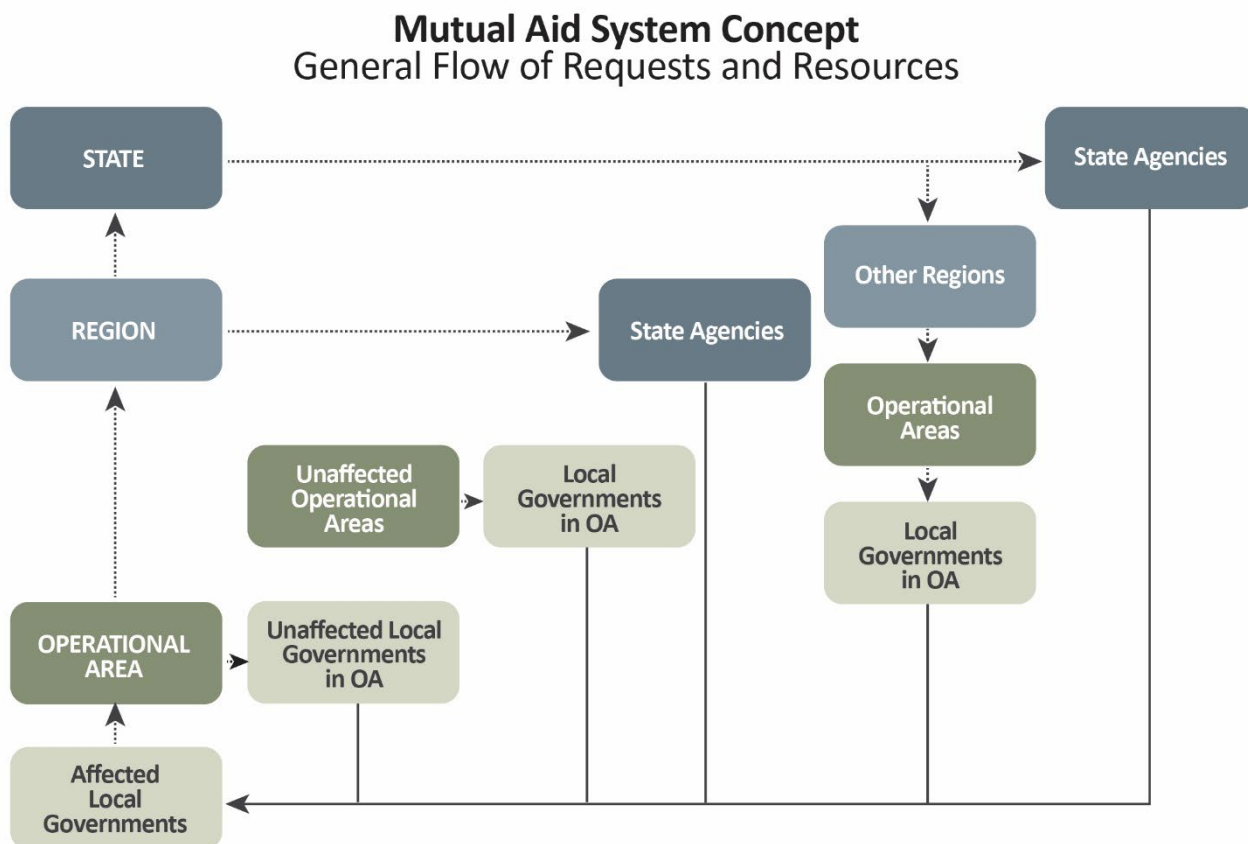 Mutual Aid System Concept
General Flow of Requests and Resources
STATE
State Agencies
Other Regions
REGION
State Agencies
Operational
Areas
Unaffected
Operational
Areas
Local
Governments
in OA
Local
Governments
in OA
OPERATIONAL
AREA
Unaffected Local
Governments
in OA
Affected
Local
Governments